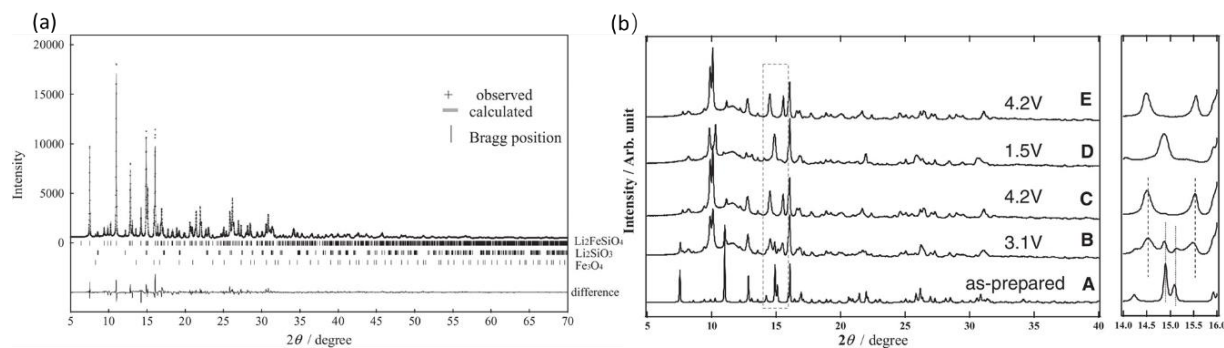 (a)
20000
15000
10000
5000
0
Intensity
observed
calculated
Bragg position
Li2FeSiO4
Li2SiO3
Fe3O4
difference
5 10 15 20 25 30 35 40 45 50 55 60 65 70
2θ / degree
(b)
Intensity / Arb. unit
4.2V E
1.5V D
4.2V C
3.1V B
as-prepared A
5 10 15 20 25 30 35 40
2θ / degree
14.0 14.5 15.0 15.5 16.0